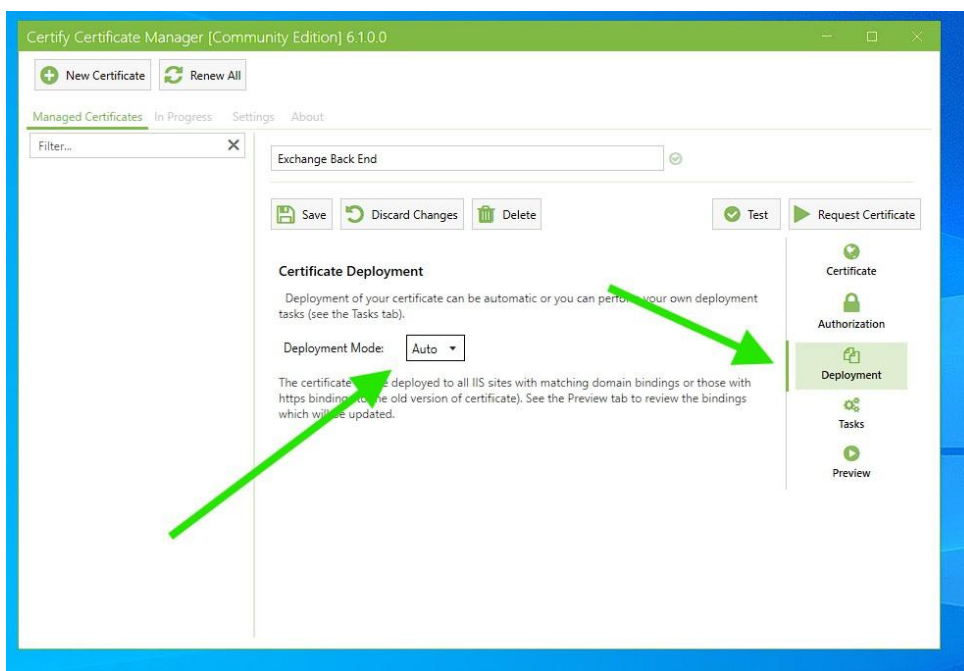 Certify Certificate Manager [Community Edition] 6.1.0.0
New Certificate Renew All
Managed Certificates In Progress Settings About
Filter...
Exchange Back End
Save Discard Changes Delete Test Request Certificate
Certificate
Authorization
Deployment
Tasks
Preview
Certificate Deployment
Deployment of your certificate can be automatic or you can perform your own deployment
tasks (see the Tasks tab).
Deployment Mode: Auto
The certificate deployed to all IIS sites with matching domain bindings or those with
https bindings the old version of certificate). See the Preview tab to review the bindings
which will be updated.